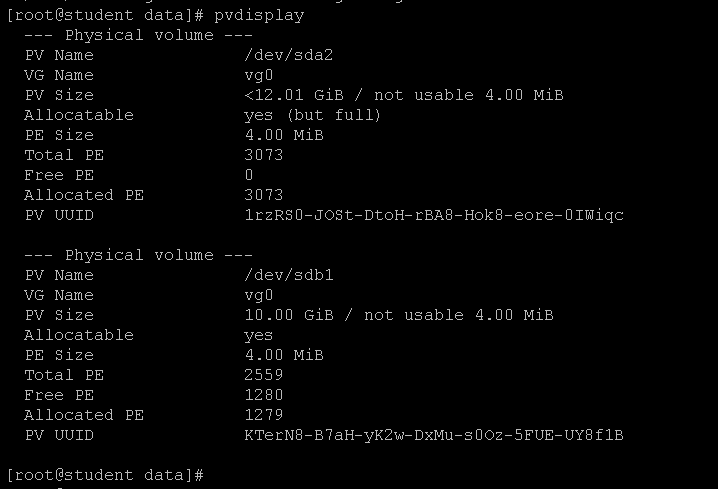 [root@student data]# pvdisplay
--- Physical volume ---
PV Name /dev/sda2
VG Name vg0
PV Size <12.01 GiB / not usable 4.00 MiB
Allocatable yes (but full)
PE Size 4.00 MiB
Total PE 3073
Free PE 0
Allocated PE 3073
PV UUID 1rzRS0-JOSt-DtoH-rBA8-Hok8-eore-0IWiqc
--- Physical volume ---
PV Name /dev/sdb1
VG Name vg0
PV Size 10.00 GiB / not usable 4.00 MiB
Allocatable yes
PE Size 4.00 MiB
Total PE 2559
Free PE 1280
Allocated PE 1279
PV UUID KTerN8-B7aH-yK2w-DxMu-s0Oz-5FUE-UY8f1B
[root@student data]#